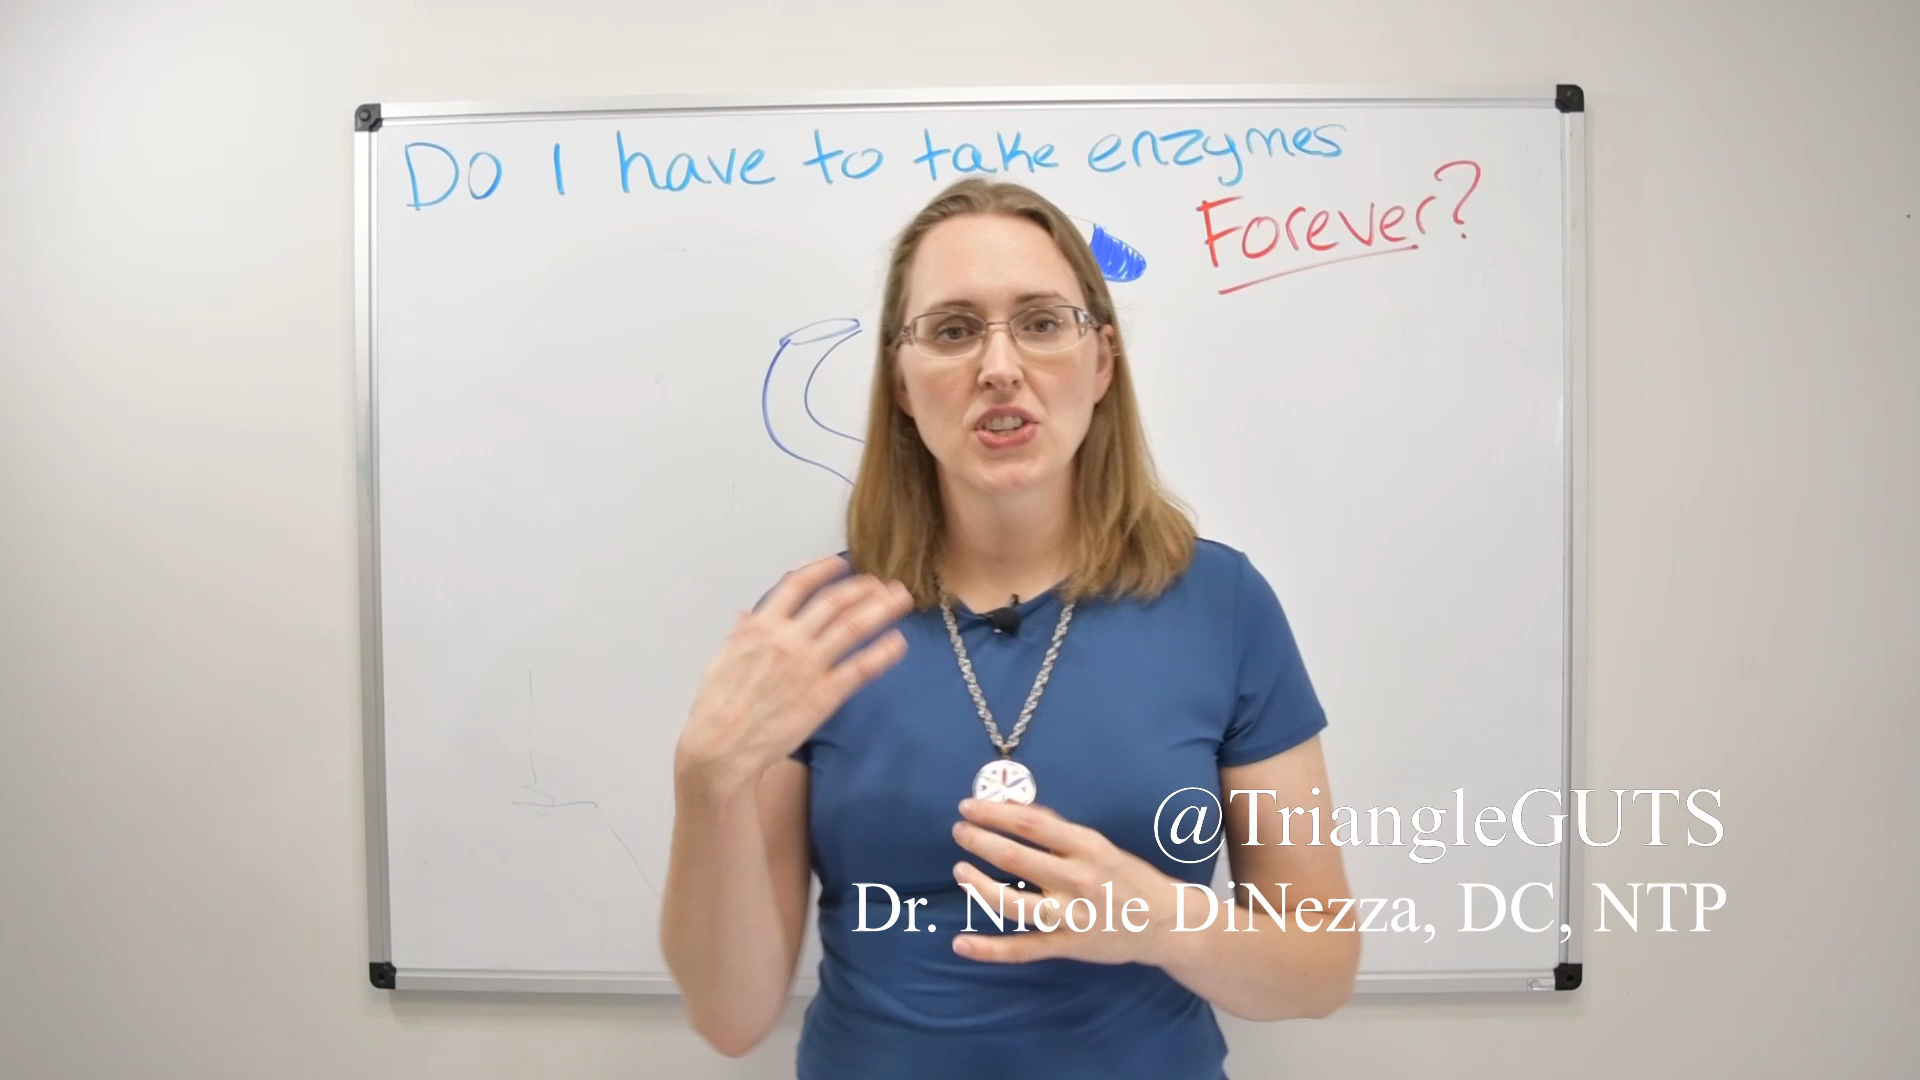 Do I have to take enzymes
Forever?
@TriangleGUTS
Dr. Nicole DiNezza, DC, NTP